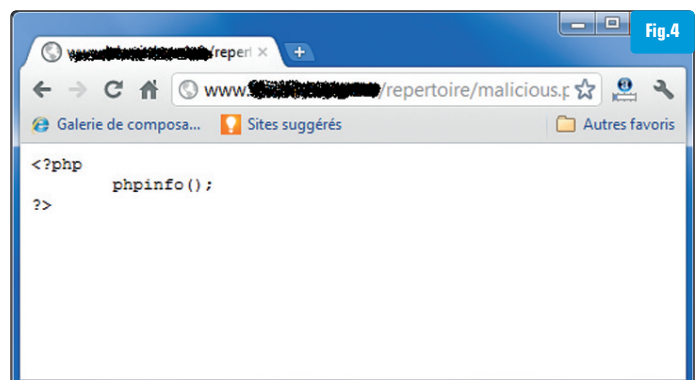 Fig.4
/repert
www. /repertoire/malicious.p
Galerie de composa... Sites suggérés Autres favoris
<?php
phpinfo();
?>